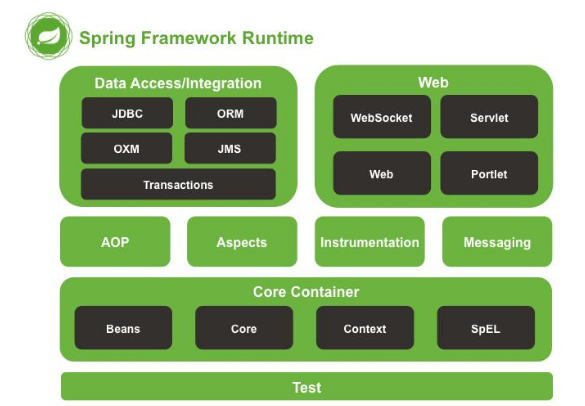 Spring Framework Runtime
Data Access/Integration
JDBC
ORM
OXM
JMS
Transactions
Web
WebSocket
Servlet
Web
Portlet
AOP
Aspects
Instrumentation
Messaging
Core Container
Beans
Core
Context
SpEL
Test